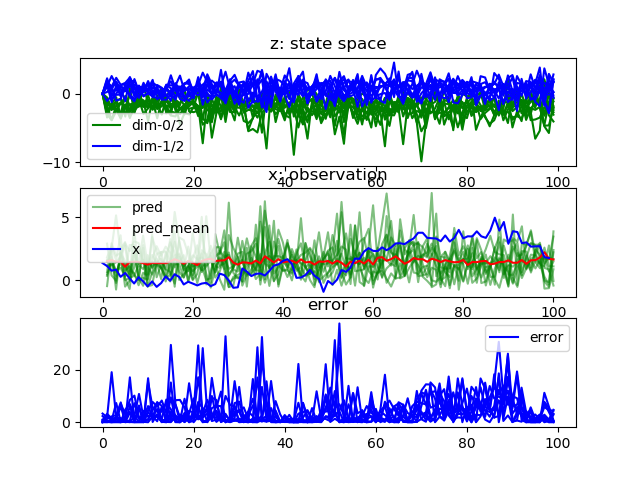 z: state space
0
−10
dim-0/2
dim-1/2
0 20 40 60 80 100
x: observation
5
0
pred
pred_mean
x
0 20 40 60 80 100
error
20
0
error
0 20 40 60 80 100